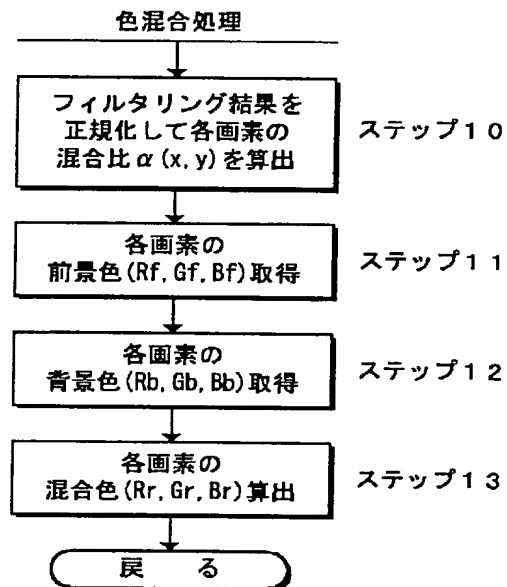 色混合処理
フィルタリング結果を
正規化して各画素の
混合比α(x,y)を算出
ステップ10
各画素の
前景色(Rf,Gf,Bf)取得
ステップ11
各画素の
背景色(Rb,Gb,Bb)取得
ステップ12
各画素の
混合色(Rr,Gr,Br)算出
ステップ13
戻　る